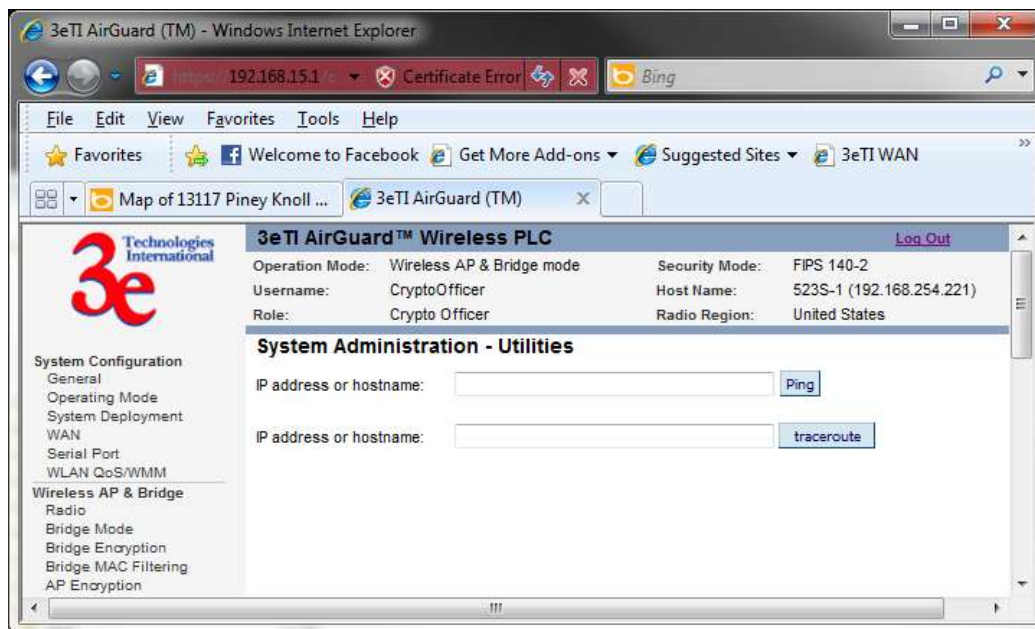 3eTI AirGuard (TM) - Windows Internet Explorer
https:// 192.168.15.1/c Certificate Error Bing
File Edit View Favorites Tools Help
Favorites Welcome to Facebook Get More Add-ons Suggested Sites 3eTI WAN
Map of 13117 Piney Knoll ... 3eTI AirGuard (TM)
3e Technologies International
3eTI AirGuard™ Wireless PLC Log Out
Operation Mode: Wireless AP & Bridge mode Security Mode: FIPS 140-2
Username: CryptoOfficer Host Name: 523S-1 (192.168.254.221)
Role: Crypto Officer Radio Region: United States
System Configuration
General
Operating Mode
System Deployment
WAN
Serial Port
WLAN QoS/WMM
Wireless AP & Bridge
Radio
Bridge Mode
Bridge Encryption
Bridge MAC Filtering
AP Encryption
System Administration - Utilities
IP address or hostname: Ping
IP address or hostname: traceroute